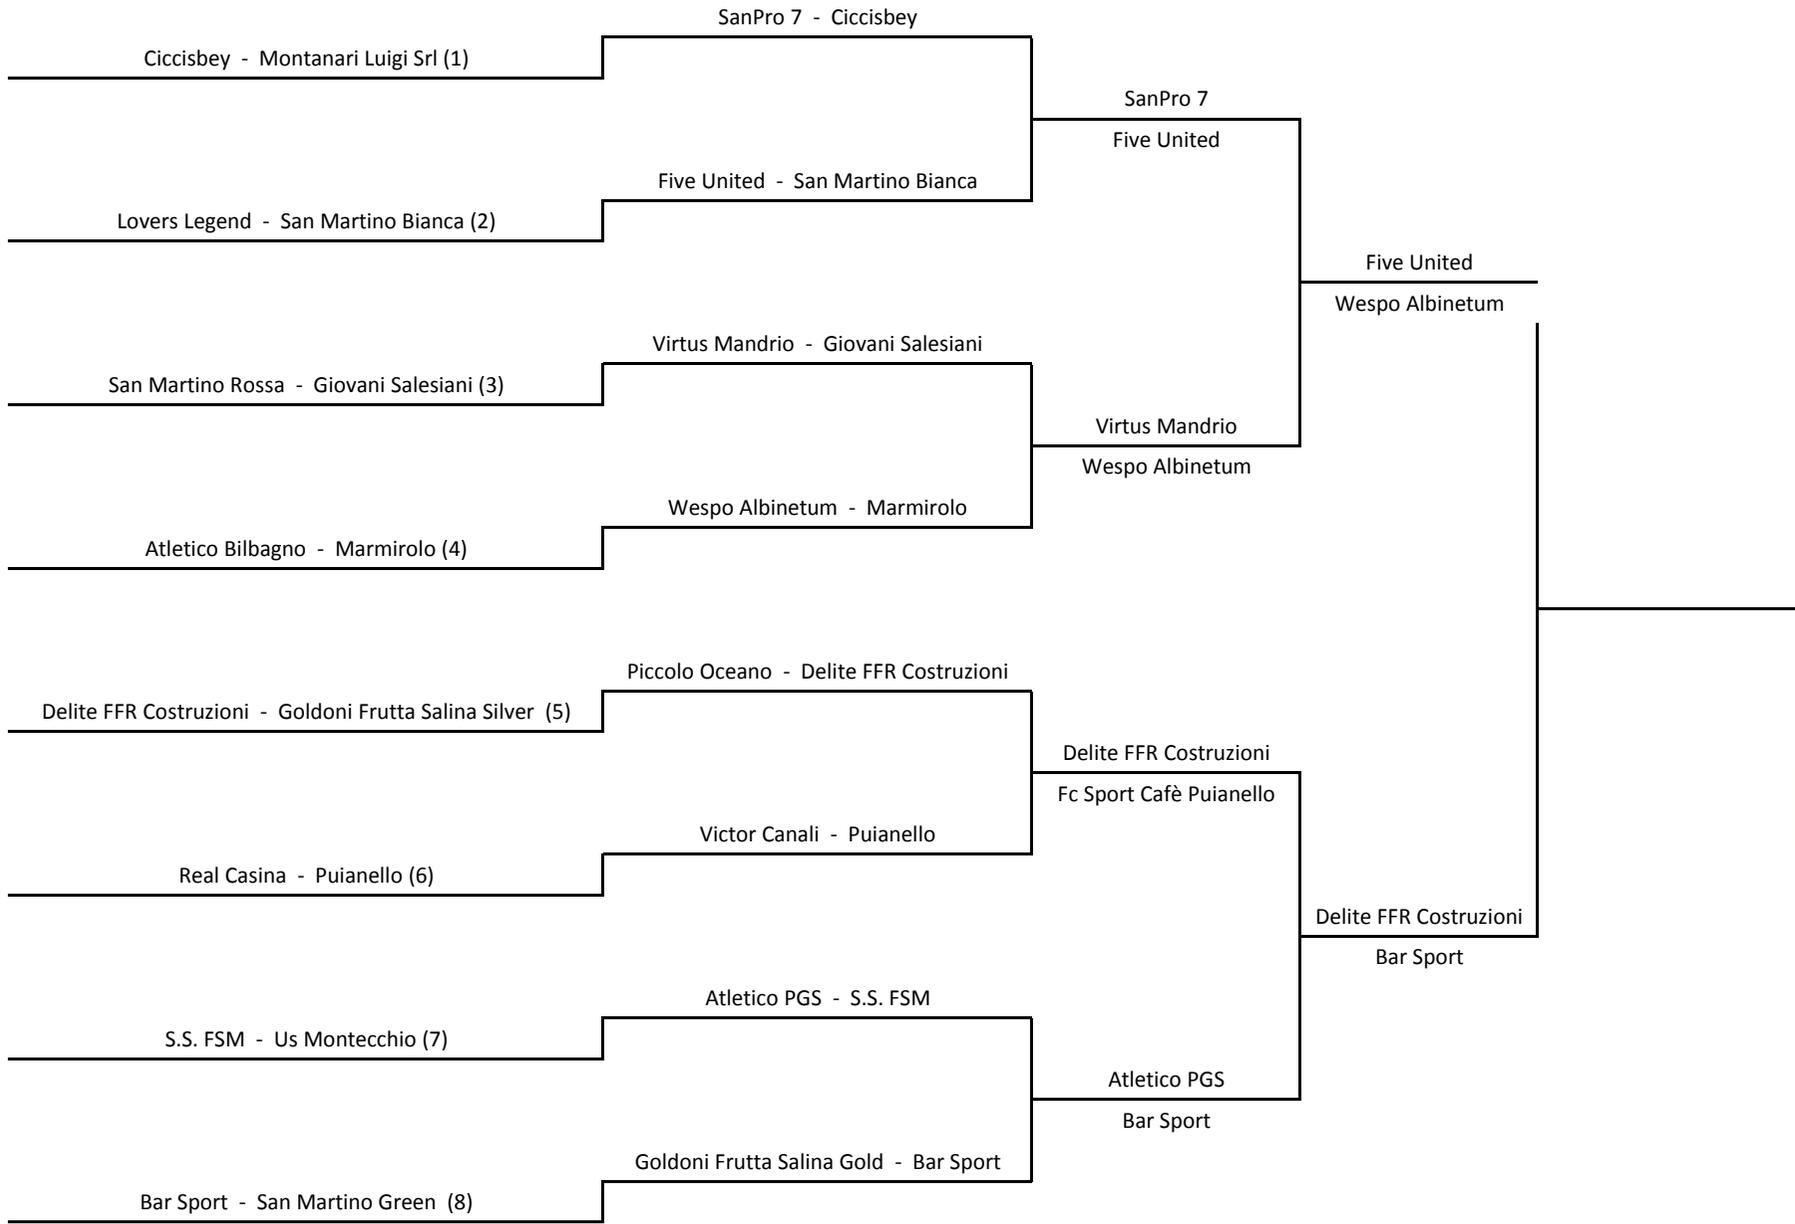 SanPro 7 - Ciccisbey
Ciccisbey - Montanari Luigi Srl (1)
SanPro 7
Five United
Five United - San Martino Bianca
Lovers Legend - San Martino Bianca (2)
Five United
Wespo Albinetum
Virtus Mandrio - Giovani Salesiani
San Martino Rossa - Giovani Salesiani (3)
Virtus Mandrio
Wespo Albinetum
Wespo Albinetum - Marmirolo
Atletico Bilbagno - Marmirolo (4)
Piccolo Oceano - Delite FFR Costruzioni
Delite FFR Costruzioni - Goldoni Frutta Salina Silver (5)
Delite FFR Costruzioni
Fc Sport Cafè Puianello
Victor Canali - Puianello
Real Casina - Puianello (6)
Delite FFR Costruzioni
Bar Sport
Atletico PGS - S.S. FSM
S.S. FSM - Us Montecchio (7)
Atletico PGS
Bar Sport
Goldoni Frutta Salina Gold - Bar Sport
Bar Sport - San Martino Green (8)